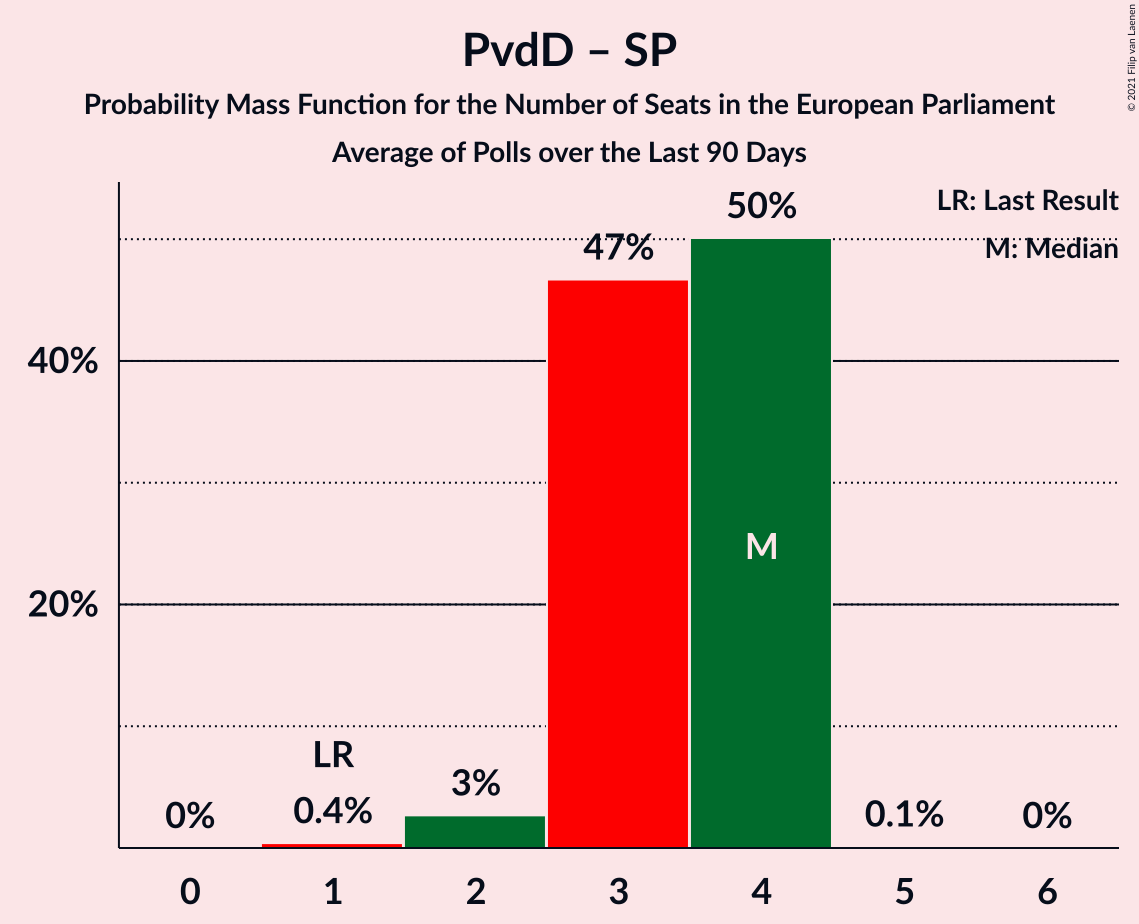 PvdD – SP
Probability Mass Function for the Number of Seats in the European Parliament
Average of Polls over the Last 90 Days
© 2021 Filip van Laenen
LR: Last Result
M: Median
50%
47%
40%
M
20%
LR
3%
0%
0.4%
0.1%
0%
0 1 2 3 4 5 6